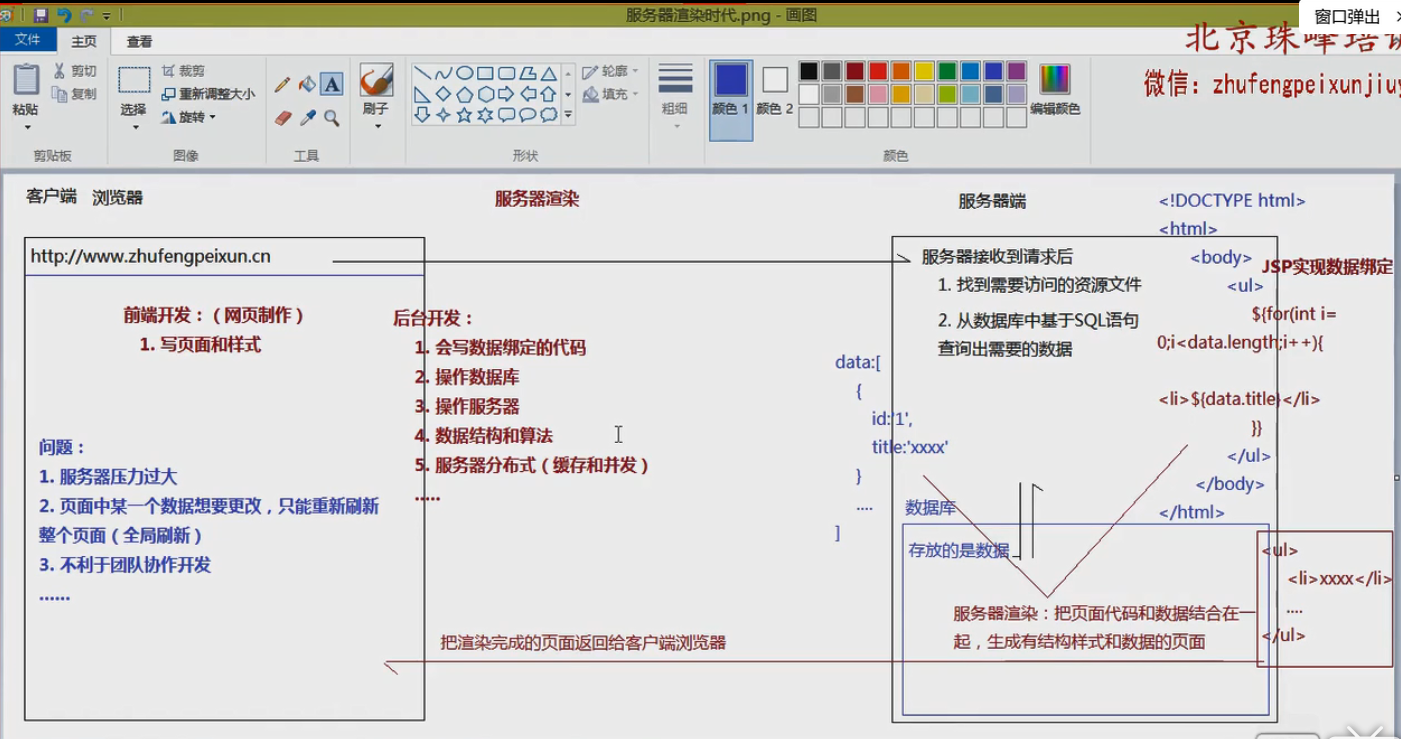 服务器渲染时代.png - 画图
窗口弹出
文件 主页 查看
北京珠峰培训
微信：zhufengpeixunjiuy
粘贴
剪切
复制
剪贴板
选择
裁剪
重新调整大小
旋转
图像
A
工具
刷子
形状
轮廓
填充
粗细
颜色 1
颜色 2
编辑颜色
颜色
客户端 浏览器
服务器渲染
服务器端
http://www.zhufengpeixun.cn
前端开发：（网页制作）
1. 写页面和样式
问题：
1. 服务器压力过大
2. 页面中某一个数据想要更改，只能重新刷新
整个页面（全局刷新）
3. 不利于团队协作开发
......
后台开发：
1. 会写数据绑定的代码
2. 操作数据库
3. 操作服务器
4. 数据结构和算法
5. 服务器分布式（缓存和并发）
.....
把渲染完成的页面返回给客户端浏览器
data:[
{
id:'1',
title:'xxxx'
}
....
]
服务器接收到请求后
1. 找到需要访问的资源文件
2. 从数据库中基于SQL语句
查询出需要的数据
数据库
存放的是数据
服务器渲染：把页面代码和数据结合在一
起，生成有结构样式和数据的页面
<!DOCTYPE html>
<html>
<body>
JSP实现数据绑定
<ul>
${for(int i=
0;i<data.length;i++){
<li>${data.title}</li>
}}
</ul>
</body>
</html>
<ul>
<li>xxxx</li>
....
</ul>